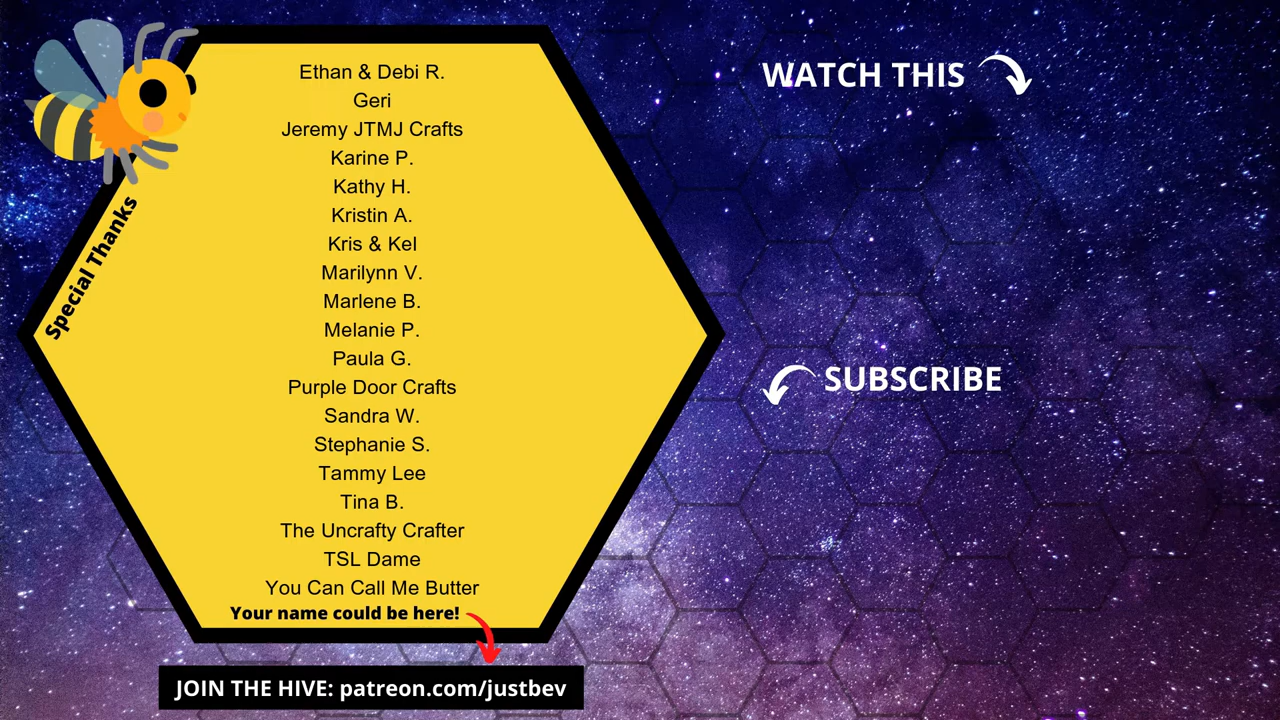 Special Thanks
Ethan & Debi R.
Geri
Jeremy JTMJ Crafts
Karine P.
Kathy H.
Kristin A.
Kris & Kel
Marilynn V.
Marlene B.
Melanie P.
Paula G.
Purple Door Crafts
Sandra W.
Stephanie S.
Tammy Lee
Tina B.
The Uncrafty Crafter
TSL Dame
You Can Call Me Butter
Your name could be here!
JOIN THE HIVE: patreon.com/justbev
WATCH THIS
SUBSCRIBE